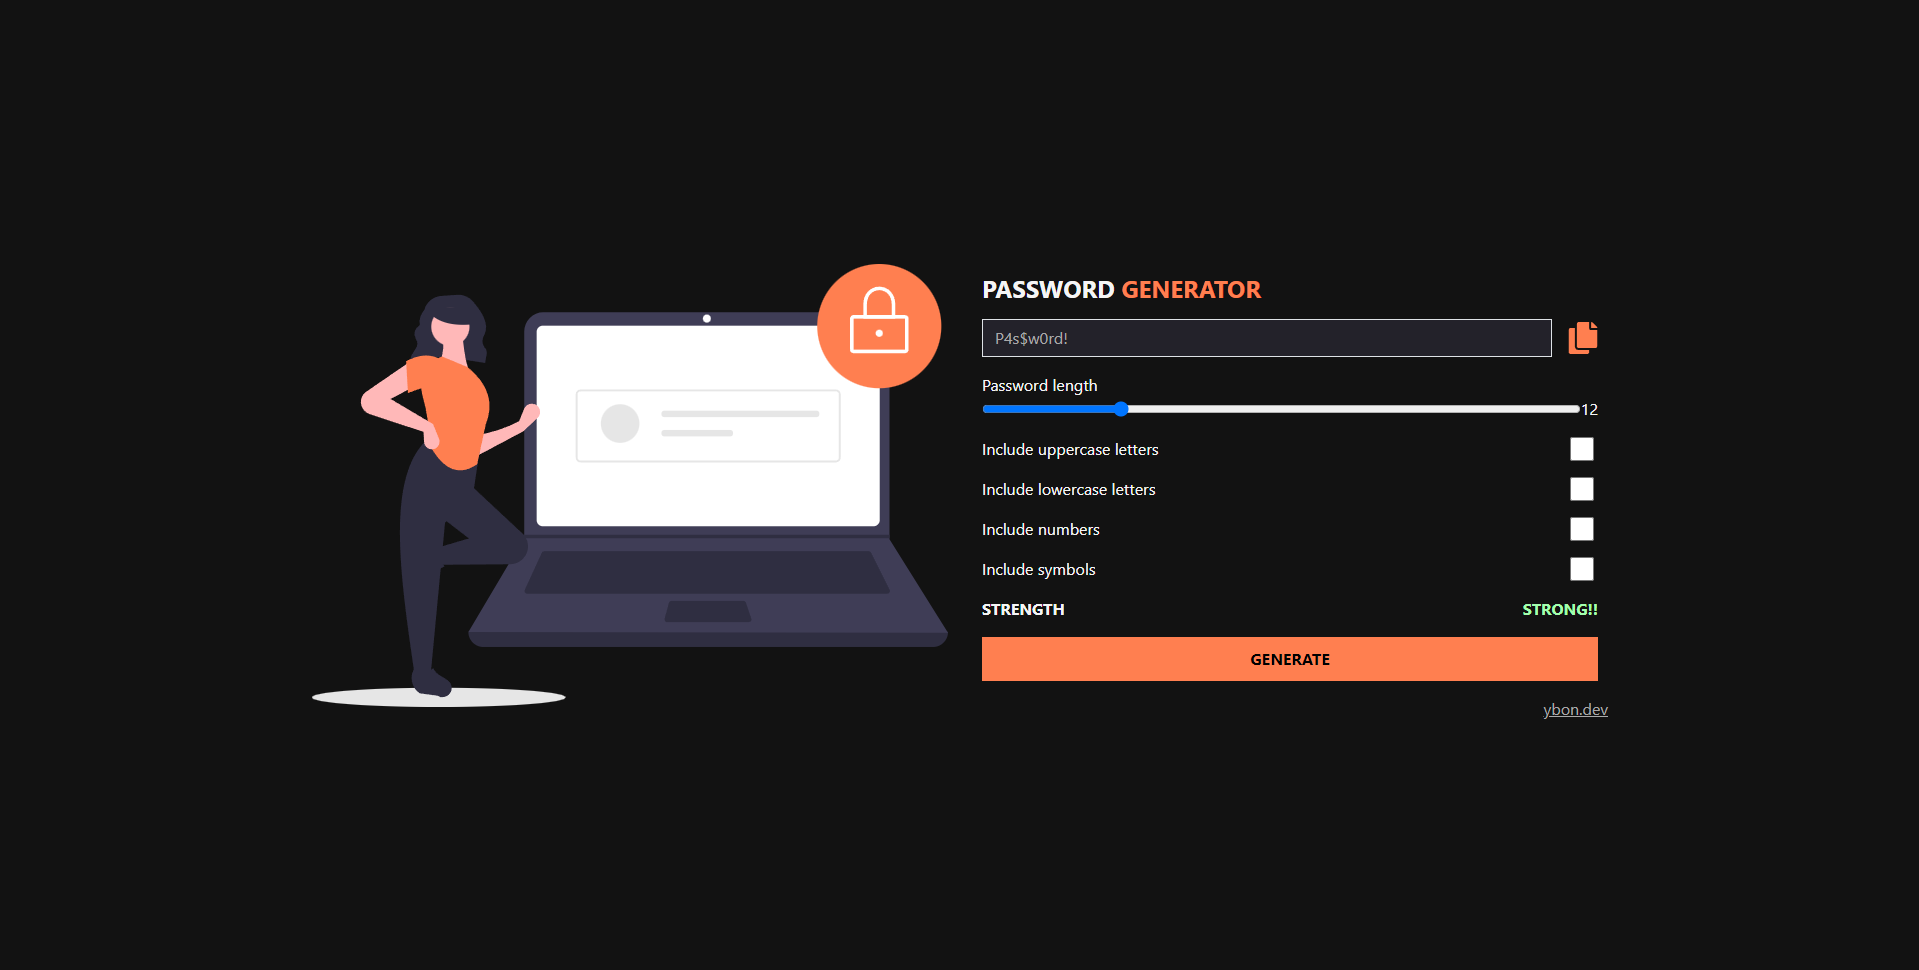 PASSWORD GENERATOR
P4s$w0rd!
Password length
12
Include uppercase letters
Include lowercase letters
Include numbers
Include symbols
STRENGTH STRONG!!
GENERATE
ybon.dev